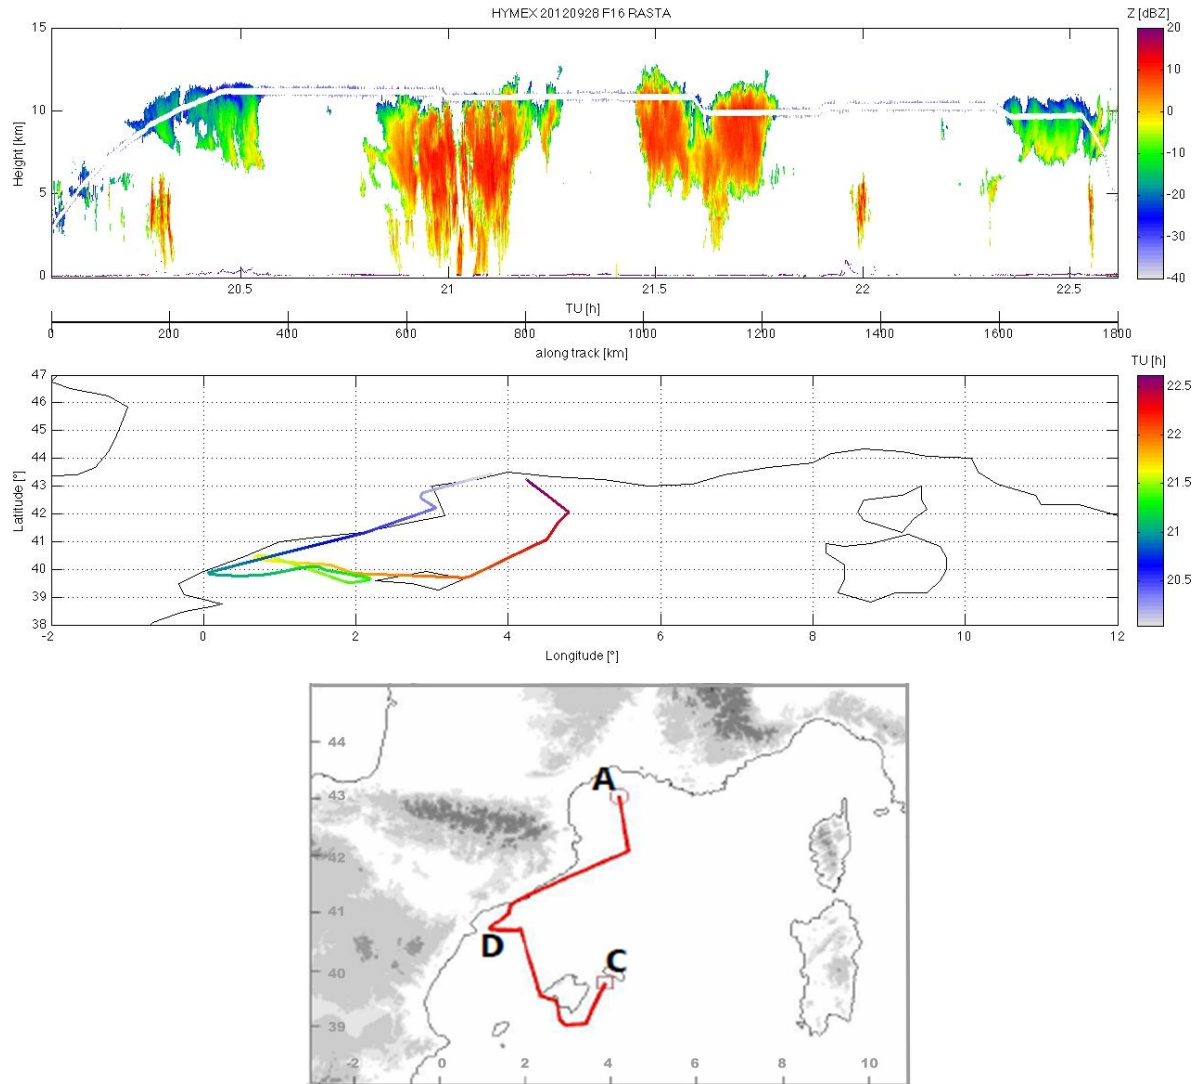 HYMEX 20120928 F16 RASTA
Z [dBZ]
15
10
5
0
Height [km]
20
10
0
-10
-20
-30
-40
20.5 21 21.5 22 22.5
TU [h]
0 200 400 600 800 1000 1200 1400 1600 1800
along track [km]
TU [h]
47
46
45
44
43
42
41
40
39
38
Latitude [°]
22.5
22
21.5
21
20.5
-2 0 2 4 6 8 10 12
Longitude [°]
44
A
43
42
41
D
C
40
39
-2 0 2 4 6 8 10